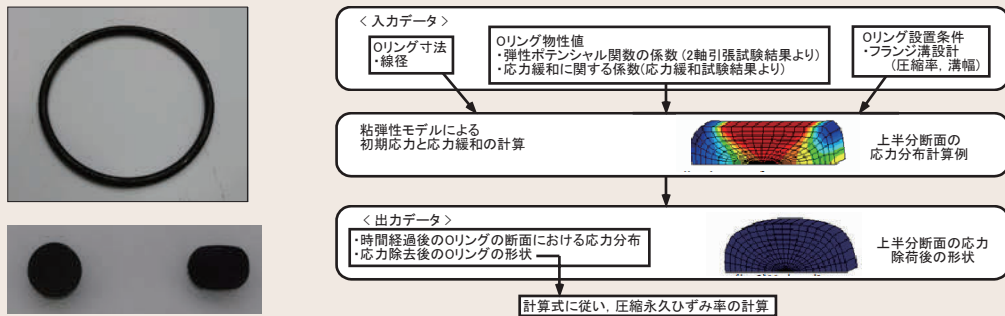 ＜入力データ＞
Oリング寸法
・線径
Oリング物性値
・弾性ポテンシャル関数の係数(2軸引張試験結果より)
・応力緩和に関する係数(応力緩和試験結果より)
Oリング設置条件
・フランジ溝設計
(圧縮率, 溝幅)
粘弾性モデルによる
初期応力と応力緩和の計算
上半分断面の
応力分布計算例
＜出力データ＞
・時間経過後のOリングの断面における応力分布
・応力除去後のOリングの形状
上半分断面の応力
除荷後の形状
計算式に従い, 圧縮永久ひずみ率の計算